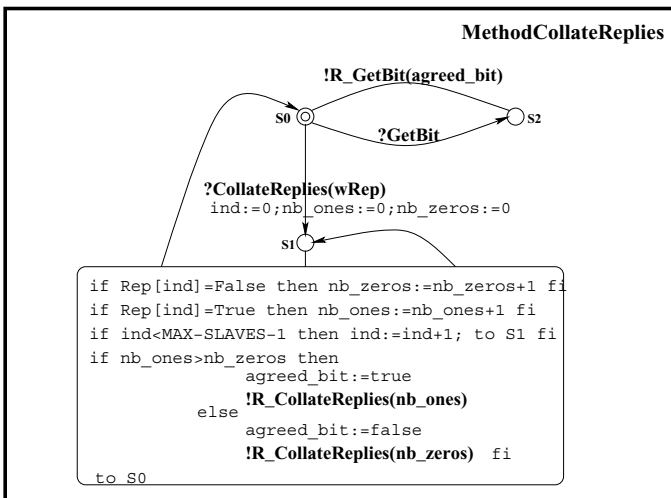 MethodCollateReplies
!R_GetBit(agreed_bit)
S0
S2
?GetBit
?CollateReplies(wRep)
ind:=0;nb_ones:=0;nb_zeros:=0
S1
if Rep[ind]=False then nb_zeros:=nb_zeros+1 fi
if Rep[ind]=True then nb_ones:=nb_ones+1 fi
if ind<MAX-SLAVES-1 then ind:=ind+1; to S1 fi
if nb_ones>nb_zeros then
agreed_bit:=true
!R_CollateReplies(nb_ones)
else
agreed_bit:=false
!R_CollateReplies(nb_zeros) fi
to S0